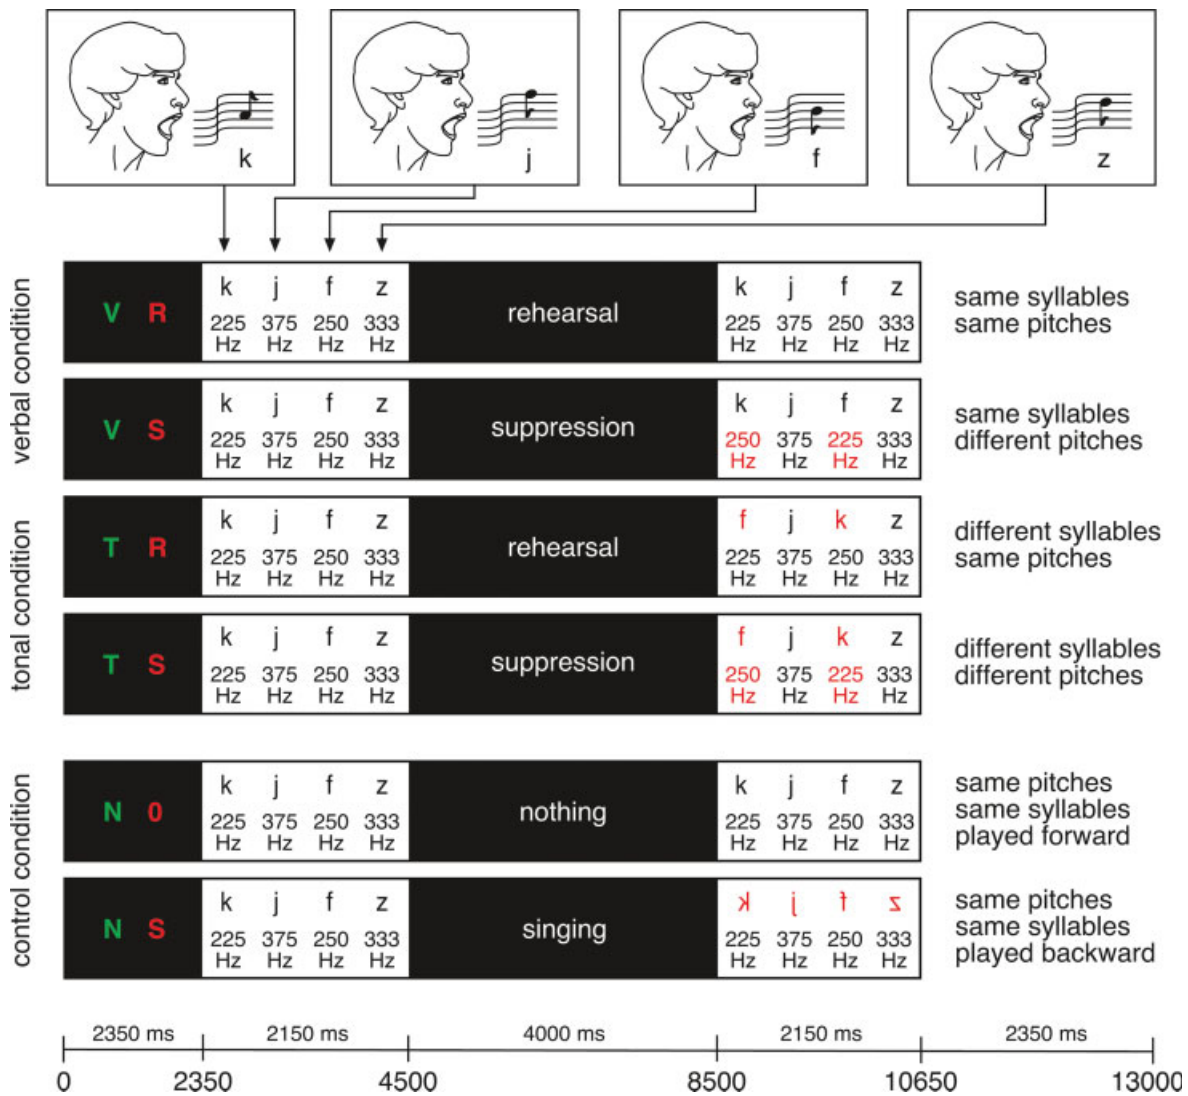 k
j
f
z
verbal condition
V R
k j f z
225 375 250 333
Hz Hz Hz Hz
rehearsal
k j f z
225 375 250 333
Hz Hz Hz Hz
same syllables
same pitches
V S
k j f z
225 375 250 333
Hz Hz Hz Hz
suppression
k j f z
250 375 225 333
Hz Hz Hz Hz
same syllables
different pitches
tonal condition
T R
k j f z
225 375 250 333
Hz Hz Hz Hz
rehearsal
f j k z
225 375 250 333
Hz Hz Hz Hz
different syllables
same pitches
T S
k j f z
225 375 250 333
Hz Hz Hz Hz
suppression
f j k z
250 375 225 333
Hz Hz Hz Hz
different syllables
different pitches
control condition
N 0
k j f z
225 375 250 333
Hz Hz Hz Hz
nothing
k j f z
225 375 250 333
Hz Hz Hz Hz
same pitches
same syllables
played forward
N S
k j f z
225 375 250 333
Hz Hz Hz Hz
singing
k j f z
225 375 250 333
Hz Hz Hz Hz
same pitches
same syllables
played backward
2350 ms 2150 ms 4000 ms 2150 ms 2350 ms
0 2350 4500 8500 10650 13000